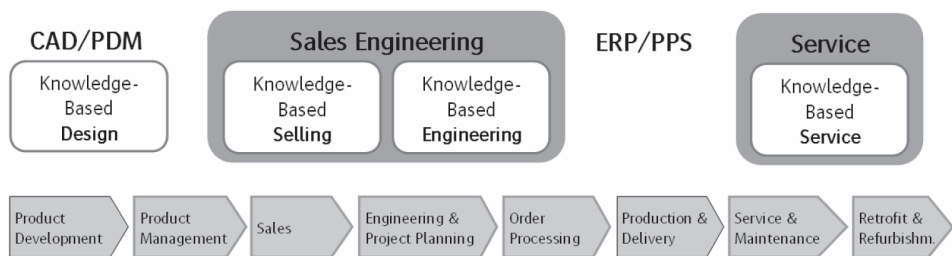 CAD/PDM
Knowledge-
Based
Design
Sales Engineering
Knowledge-
Based
Selling
Knowledge-
Based
Engineering
ERP/PPS
Service
Knowledge-
Based
Service
Product
Development
Product
Management
Sales
Engineering &
Project Planning
Order
Processing
Production &
Delivery
Service &
Maintenance
Retrofit &
Refurbishm.